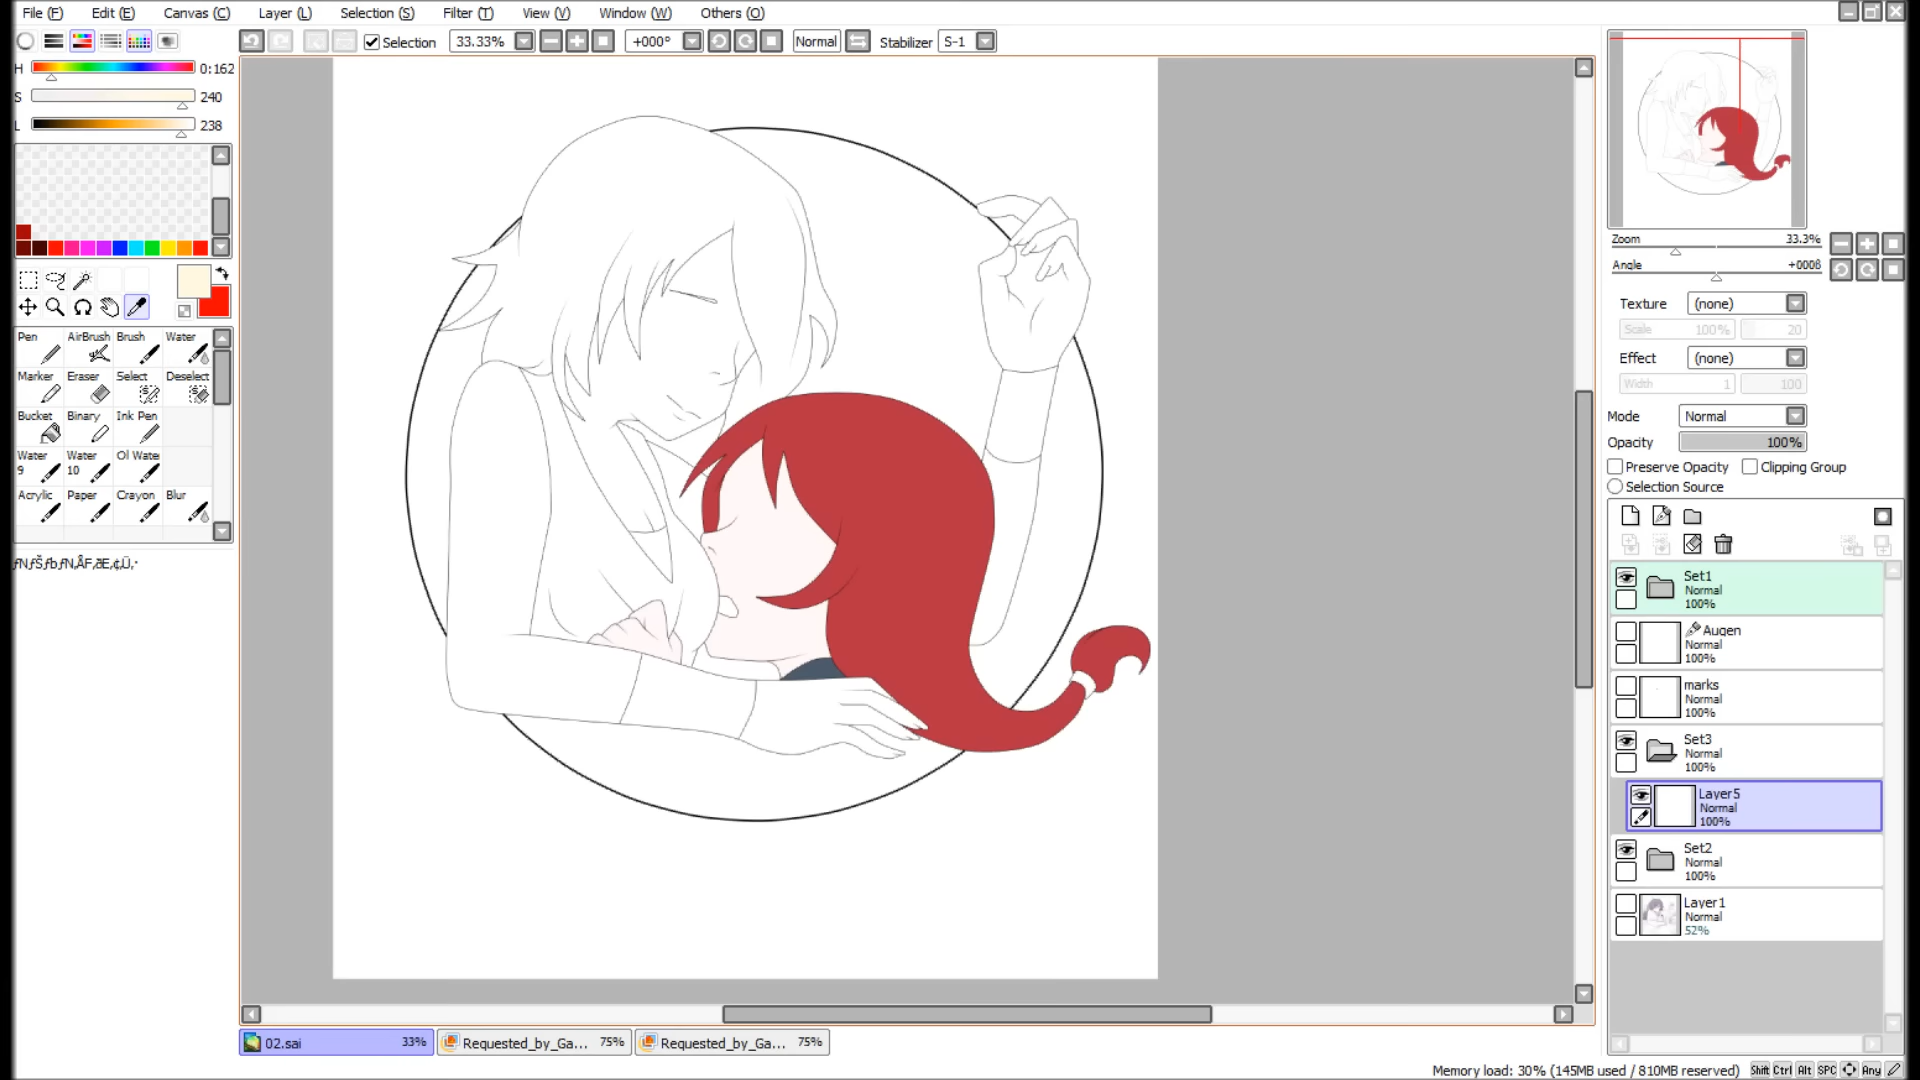 File (F) Edit (E) Canvas (C) Layer (L) Selection (S) Filter (T) View (V) Window (W) Others (O)
Selection 33.33% +000° Normal Stabilizer S-1
H 0:162
S 240
L 238
Pen AirBrush Brush Water
Marker Eraser Select Deselect
Bucket Binary Ink Pen
Water 9 Water 10 Ol Wate
Acrylic Paper Crayon Blur
Zoom 33.3%
Angle +000ß
Texture (none)
Scale 100% 20
Effect (none)
Width 1 100
Mode Normal
Opacity 100%
Preserve Opacity Clipping Group
Selection Source
Set1
Normal
100%
Augen
Normal
100%
marks
Normal
100%
Set3
Normal
100%
Layer5
Normal
100%
Set2
Normal
100%
Layer1
Normal
52%
02.sai 33% Requested_by_Ga... 75% Requested_by_Ga... 75%
Memory load: 30% (145MB used / 810MB reserved) Shift Ctrl Alt SPC Any